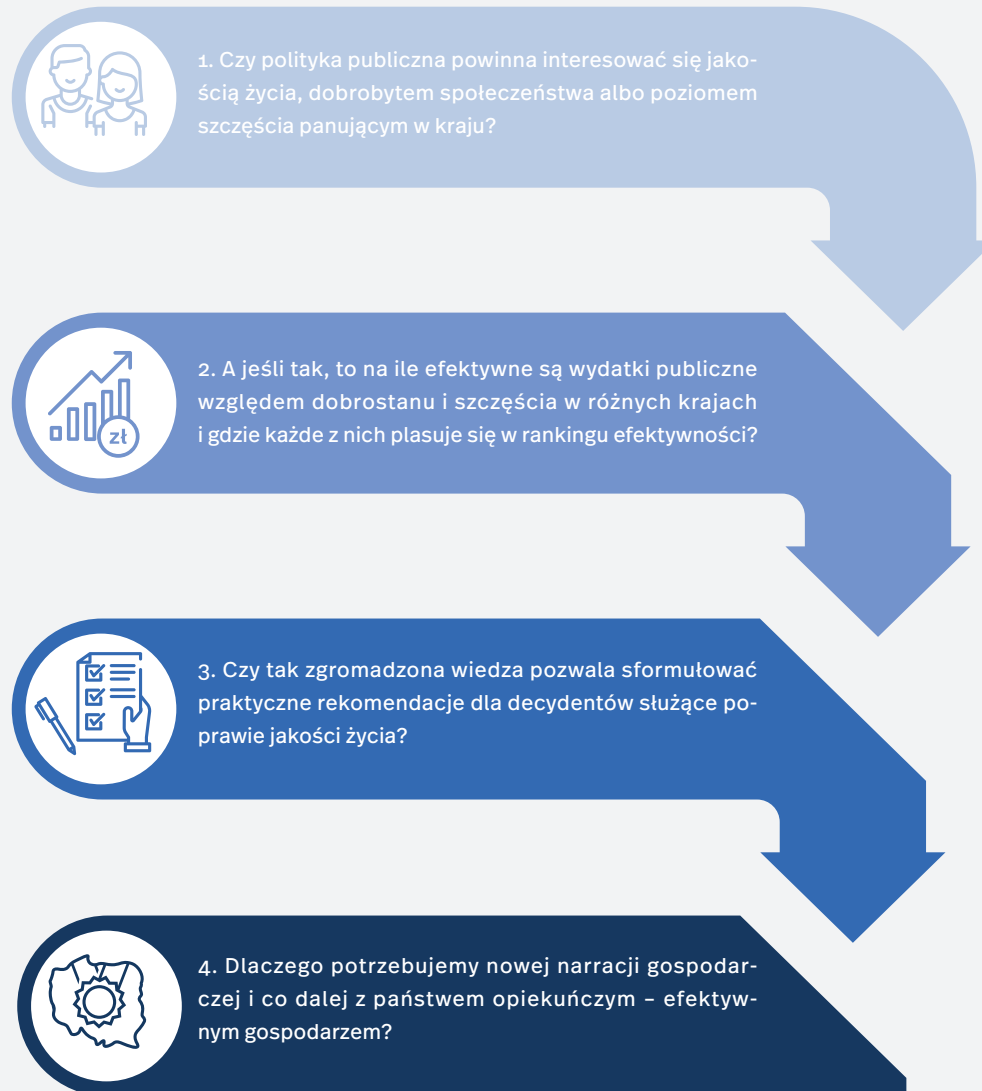 1. Czy polityka publiczna powinna interesować się jako-
ścią życia, dobrobytem społeczeństwa albo poziomem
szczęścia panującym w kraju?
2. A jeśli tak, to na ile efektywne są wydatki publiczne
względem dobrostanu i szczęścia w różnych krajach
i gdzie każde z nich plasuje się w rankingu efektywności?
zł
3. Czy tak zgromadzona wiedza pozwala sformułować
praktyczne rekomendacje dla decydentów służące po-
prawie jakości życia?
4. Dlaczego potrzebujemy nowej narracji gospodar-
czej i co dalej z państwem opiekuńczym – efektyw-
nym gospodarzem?